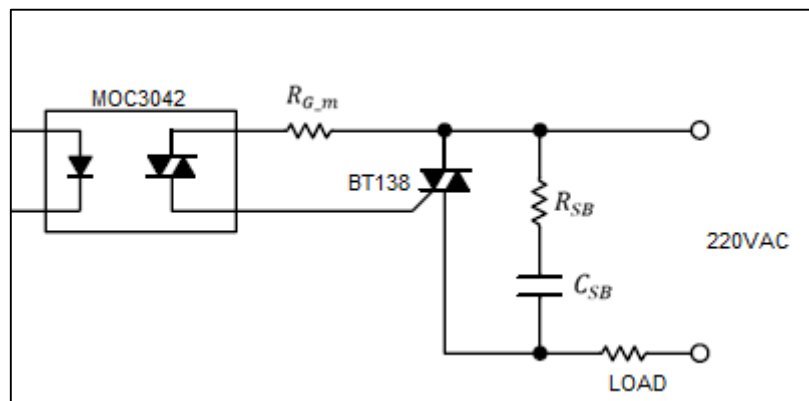 MOC3042
R_{G_m}
BT138
R_{SB}
220VAC
C_{SB}
LOAD